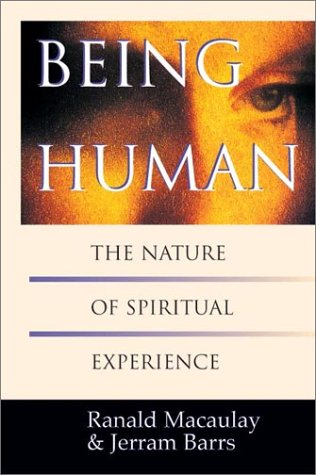 BEING
HUMAN
THE NATURE
OF SPIRITUAL
EXPERIENCE
Ranald Macaulay
& Jerram Barrs